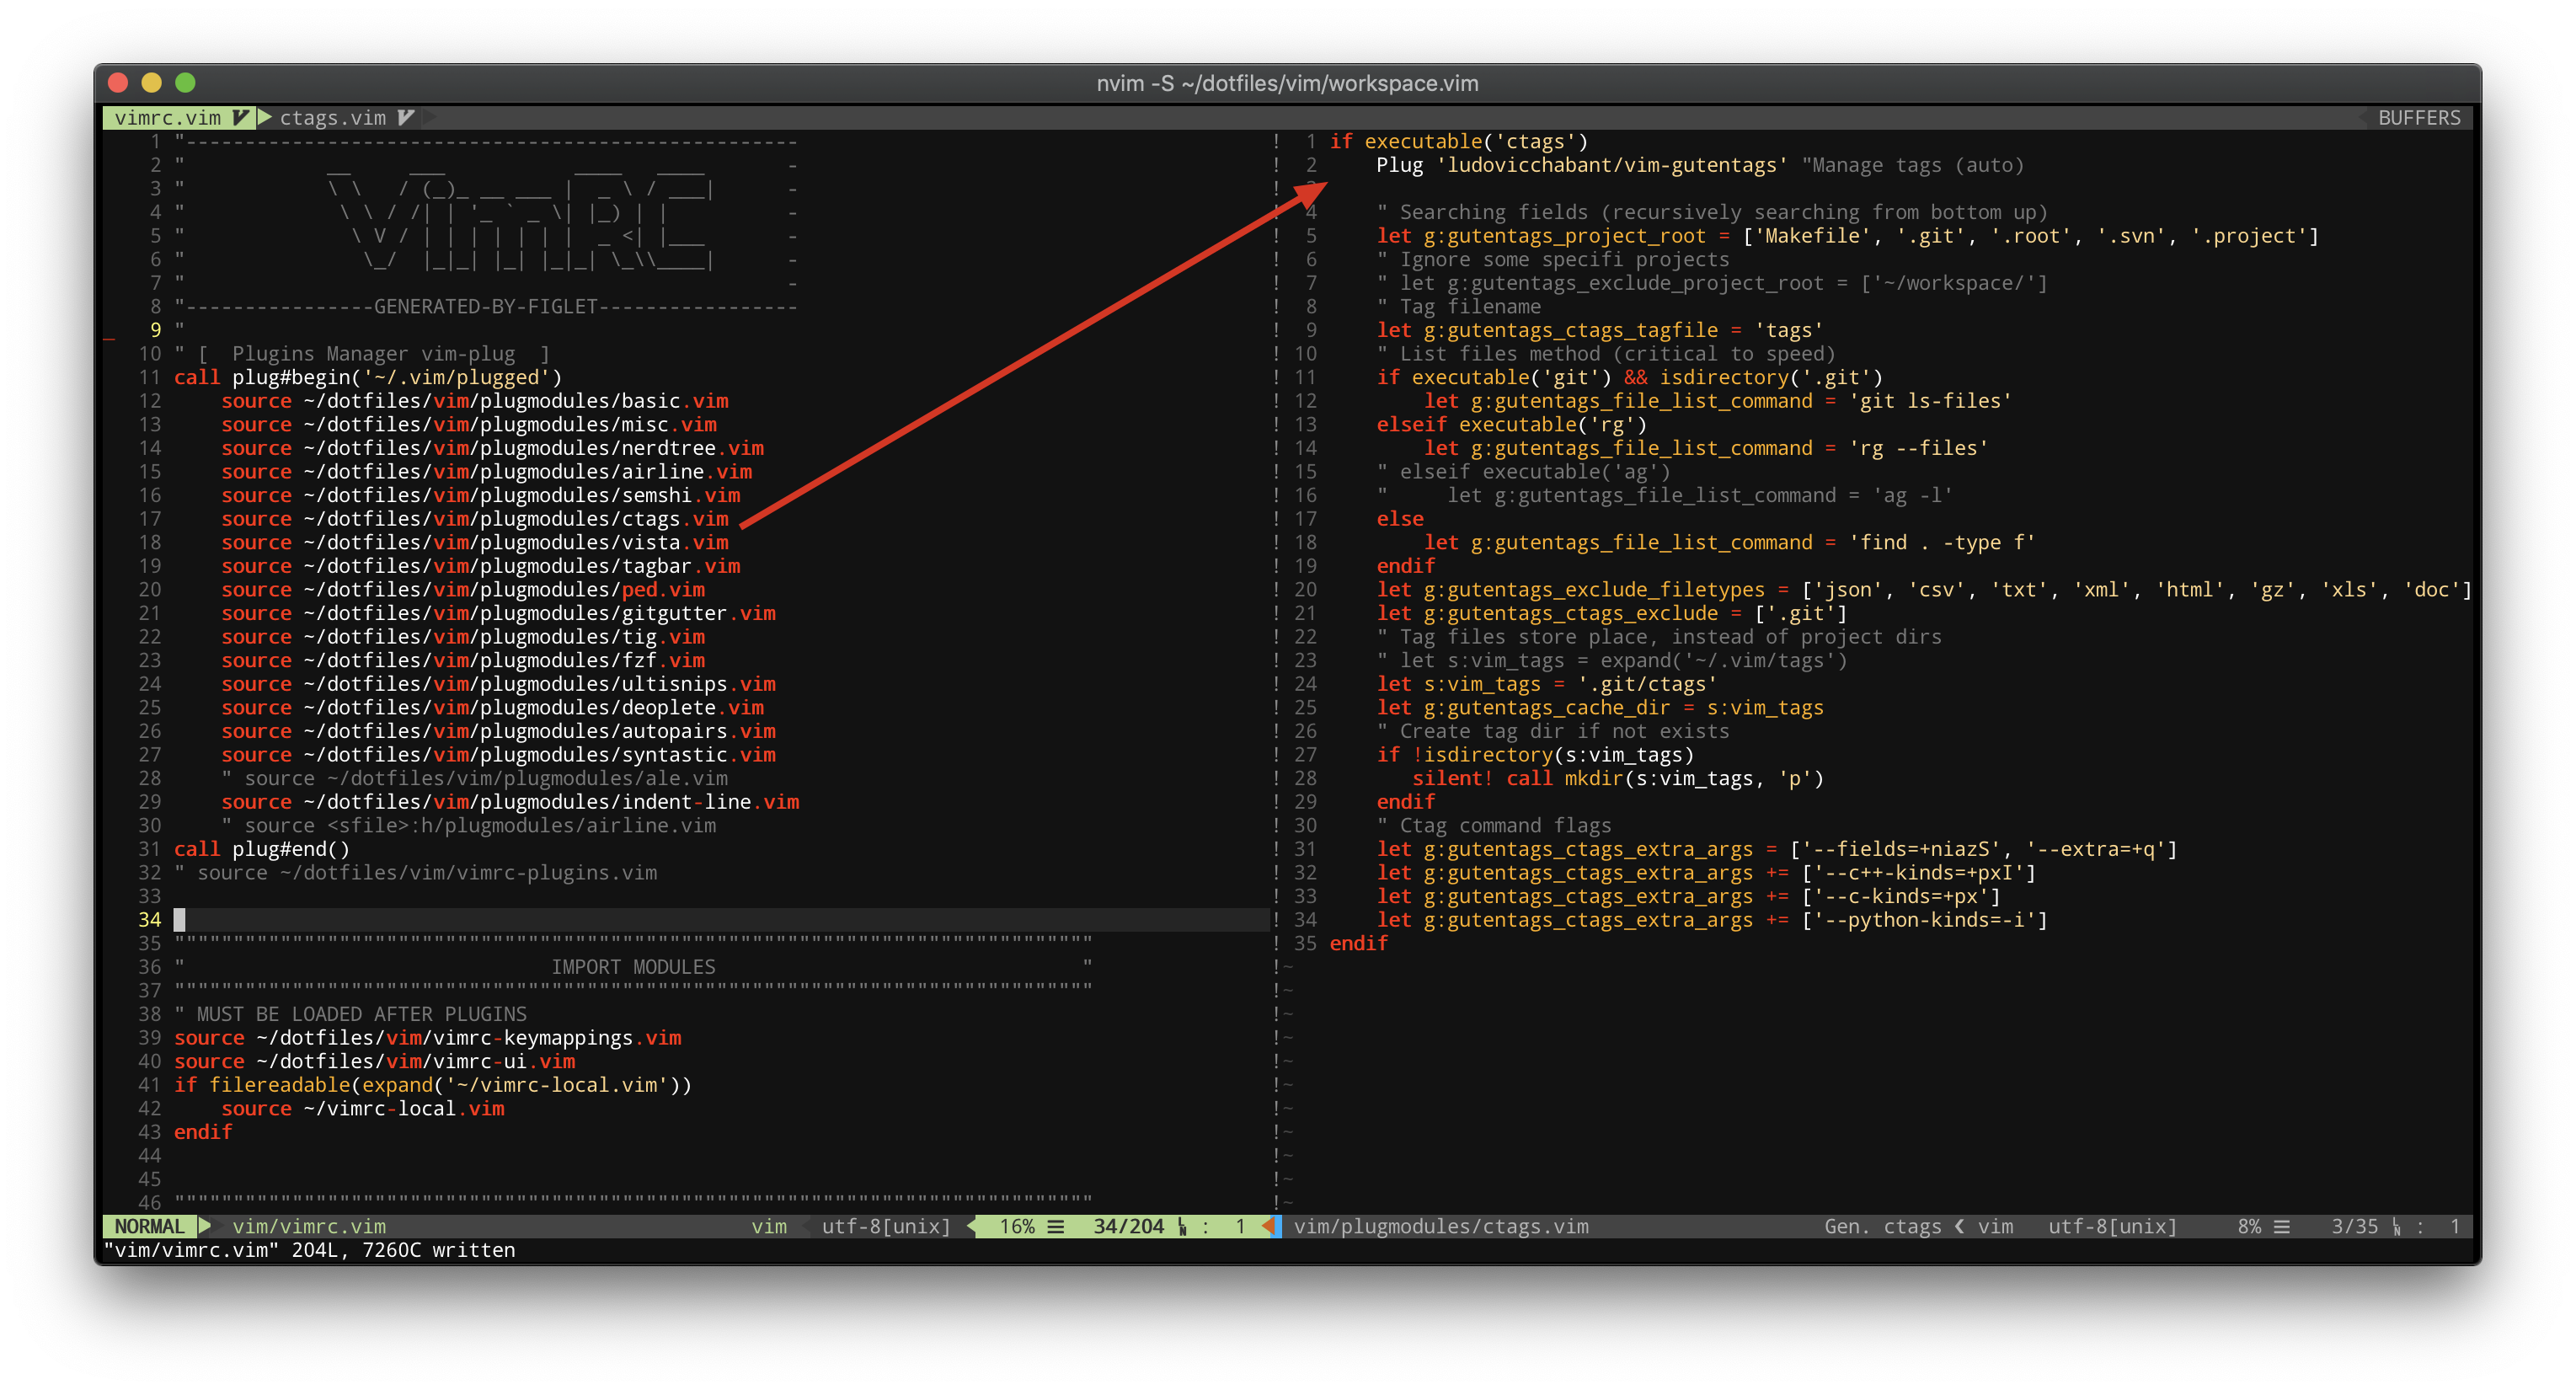 nvim -S ~/dotfiles/vim/workspace.vim
vimrc.vim ctags.vim BUFFERS
1 "----------------------------------------------------
2 "          __     ___              ____   ____       -
3 "          \ \   / (_)_ __ ___ |  _ \ / ___|      -
4 "           \ \ / /| | '_ ` _ \| |_) | |          -
5 "            \ V / | | | | | | |  _ <| |___       -
6 "             \_/  |_|_| |_| |_|_| \_\\____|      -
7 "                                                    -
8 "----------------GENERATED-BY-FIGLET-----------------
9 "
10 " [  Plugins Manager vim-plug  ]
11 call plug#begin('~/.vim/plugged')
12     source ~/dotfiles/vim/plugmodules/basic.vim
13     source ~/dotfiles/vim/plugmodules/misc.vim
14     source ~/dotfiles/vim/plugmodules/nerdtree.vim
15     source ~/dotfiles/vim/plugmodules/airline.vim
16     source ~/dotfiles/vim/plugmodules/semshi.vim
17     source ~/dotfiles/vim/plugmodules/ctags.vim
18     source ~/dotfiles/vim/plugmodules/vista.vim
19     source ~/dotfiles/vim/plugmodules/tagbar.vim
20     source ~/dotfiles/vim/plugmodules/ped.vim
21     source ~/dotfiles/vim/plugmodules/gitgutter.vim
22     source ~/dotfiles/vim/plugmodules/tig.vim
23     source ~/dotfiles/vim/plugmodules/fzf.vim
24     source ~/dotfiles/vim/plugmodules/ultisnips.vim
25     source ~/dotfiles/vim/plugmodules/deoplete.vim
26     source ~/dotfiles/vim/plugmodules/autopairs.vim
27     source ~/dotfiles/vim/plugmodules/syntastic.vim
28     " source ~/dotfiles/vim/plugmodules/ale.vim
29     source ~/dotfiles/vim/plugmodules/indent-line.vim
30     " source <sfile>:h/plugmodules/airline.vim
31 call plug#end()
32 " source ~/dotfiles/vim/vimrc-plugins.vim
33
34
35 """"""""""""""""""""""""""""""""""""""""""""""""""""""""""""""""""""""""""""""
36 "                               IMPORT MODULES                               "
37 """"""""""""""""""""""""""""""""""""""""""""""""""""""""""""""""""""""""""""""
38 " MUST BE LOADED AFTER PLUGINS
39 source ~/dotfiles/vim/vimrc-keymappings.vim
40 source ~/dotfiles/vim/vimrc-ui.vim
41 if filereadable(expand('~/vimrc-local.vim'))
42     source ~/vimrc-local.vim
43 endif
44
45
46 """"""""""""""""""""""""""""""""""""""""""""""""""""""""""""""""""""""""""""""
1 if executable('ctags')
2     Plug 'ludovicchabant/vim-gutentags' "Manage tags (auto)
4     " Searching fields (recursively searching from bottom up)
5     let g:gutentags_project_root = ['Makefile', '.git', '.root', '.svn', '.project']
6     " Ignore some specifi projects
7     " let g:gutentags_exclude_project_root = ['~/workspace/']
8     " Tag filename
9     let g:gutentags_ctags_tagfile = 'tags'
10     " List files method (critical to speed)
11     if executable('git') && isdirectory('.git')
12         let g:gutentags_file_list_command = 'git ls-files'
13     elseif executable('rg')
14         let g:gutentags_file_list_command = 'rg --files'
15     " elseif executable('ag')
16     "     let g:gutentags_file_list_command = 'ag -l'
17     else
18         let g:gutentags_file_list_command = 'find . -type f'
19     endif
20     let g:gutentags_exclude_filetypes = ['json', 'csv', 'txt', 'xml', 'html', 'gz', 'xls', 'doc']
21     let g:gutentags_ctags_exclude = ['.git']
22     " Tag files store place, instead of project dirs
23     " let s:vim_tags = expand('~/.vim/tags')
24     let s:vim_tags = '.git/ctags'
25     let g:gutentags_cache_dir = s:vim_tags
26     " Create tag dir if not exists
27     if !isdirectory(s:vim_tags)
28        silent! call mkdir(s:vim_tags, 'p')
29     endif
30     " Ctag command flags
31     let g:gutentags_ctags_extra_args = ['--fields=+niazS', '--extra=+q']
32     let g:gutentags_ctags_extra_args += ['--c++-kinds=+pxI']
33     let g:gutentags_ctags_extra_args += ['--c-kinds=+px']
34     let g:gutentags_ctags_extra_args += ['--python-kinds=-i']
35 endif
NORMAL vim/vimrc.vim vim utf-8[unix] 16% ☰ 34/204 : 1
vim/plugmodules/ctags.vim Gen. ctags ❮ vim utf-8[unix] 8% ☰ 3/35 : 1
"vim/vimrc.vim" 204L, 7260C written